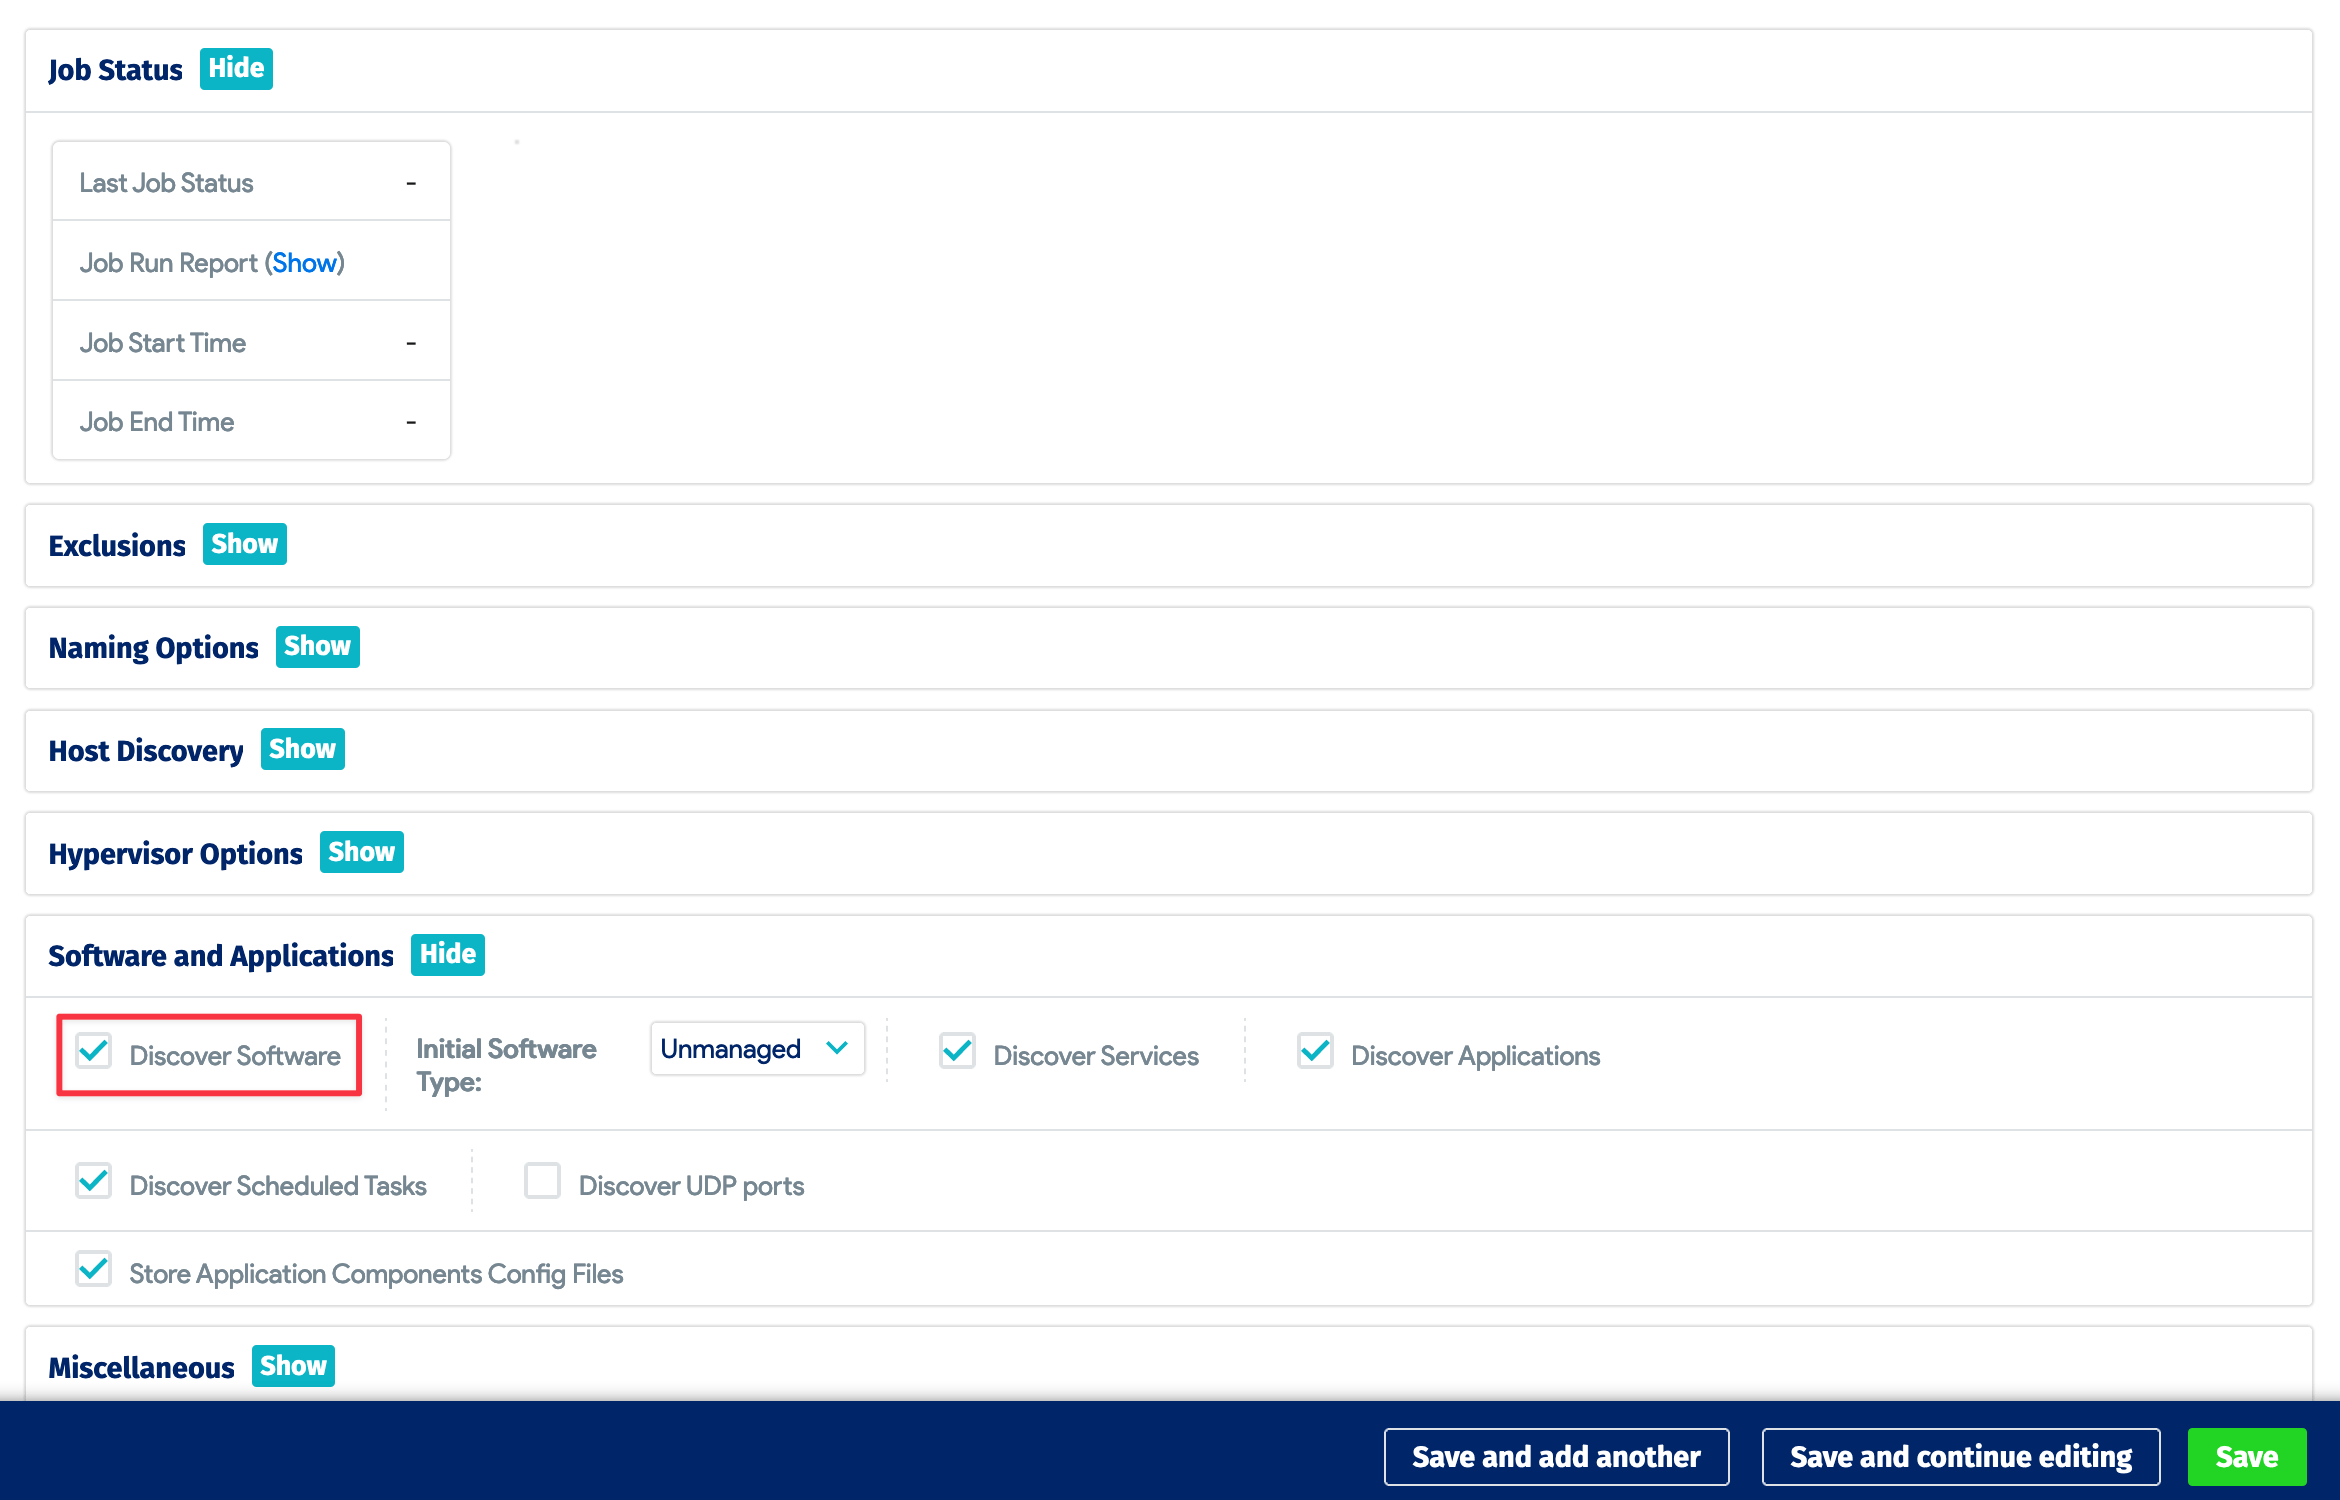 Job Status Hide
Last Job Status -
Job Run Report (Show)
Job Start Time -
Job End Time -
Exclusions Show
Naming Options Show
Host Discovery Show
Hypervisor Options Show
Software and Applications Hide
Discover Software
Initial Software
Type:
Unmanaged
Discover Services
Discover Applications
Discover Scheduled Tasks
Discover UDP ports
Store Application Components Config Files
Miscellaneous Show
Save and add another
Save and continue editing
Save